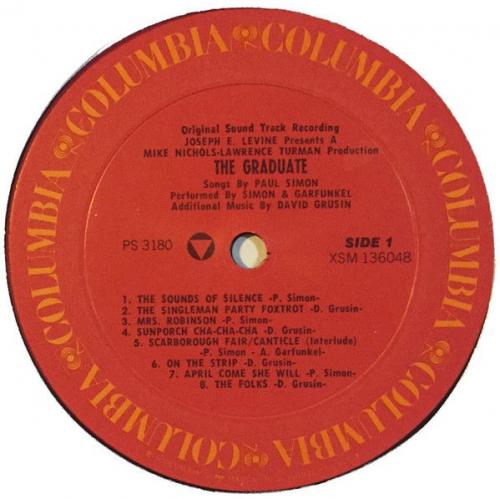 COLUMBIA COLUMBIA COLUMBIA COLUMBIA COLUMBIA COLUMBIA
Original Sound Track Recording
JOSEPH E. LEVINE Presents A
MIKE NICHOLS-LAWRENCE TURMAN Production
THE GRADUATE
Songs By PAUL SIMON
Performed By SIMON & GARFUNKEL
Additional Music By DAVID GRUSIN
PS 3180
SIDE 1
XSM 136048
1. THE SOUNDS OF SILENCE -P. Simon-
2. THE SINGLEMAN PARTY FOXTROT -D. Grusin-
3. MRS. ROBINSON -P. Simon-
4. SUNPORCH CHA-CHA-CHA -D. Grusin-
5. SCARBOROUGH FAIR/CANTICLE (Interlude)
-P. Simon - A. Garfunkel-
6. ON THE STRIP -D. Grusin-
7. APRIL COME SHE WILL -P. Simon-
8. THE FOLKS -D. Grusin-